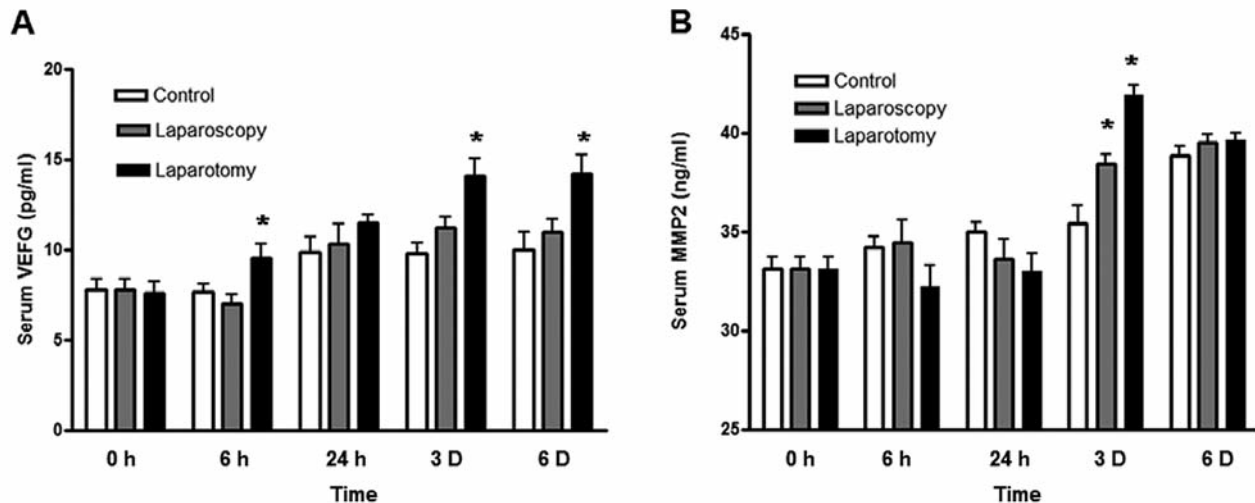 A
Serum VEFG (pg/ml)
20
15
10
5
0
Control
Laparoscopy
Laparotomy
*
*
*
0 h 6 h 24 h 3 D 6 D
Time
B
Serum MMP2 (ng/ml)
45
40
35
30
25
Control
Laparoscopy
Laparotomy
*
*
0 h 6 h 24 h 3 D 6 D
Time